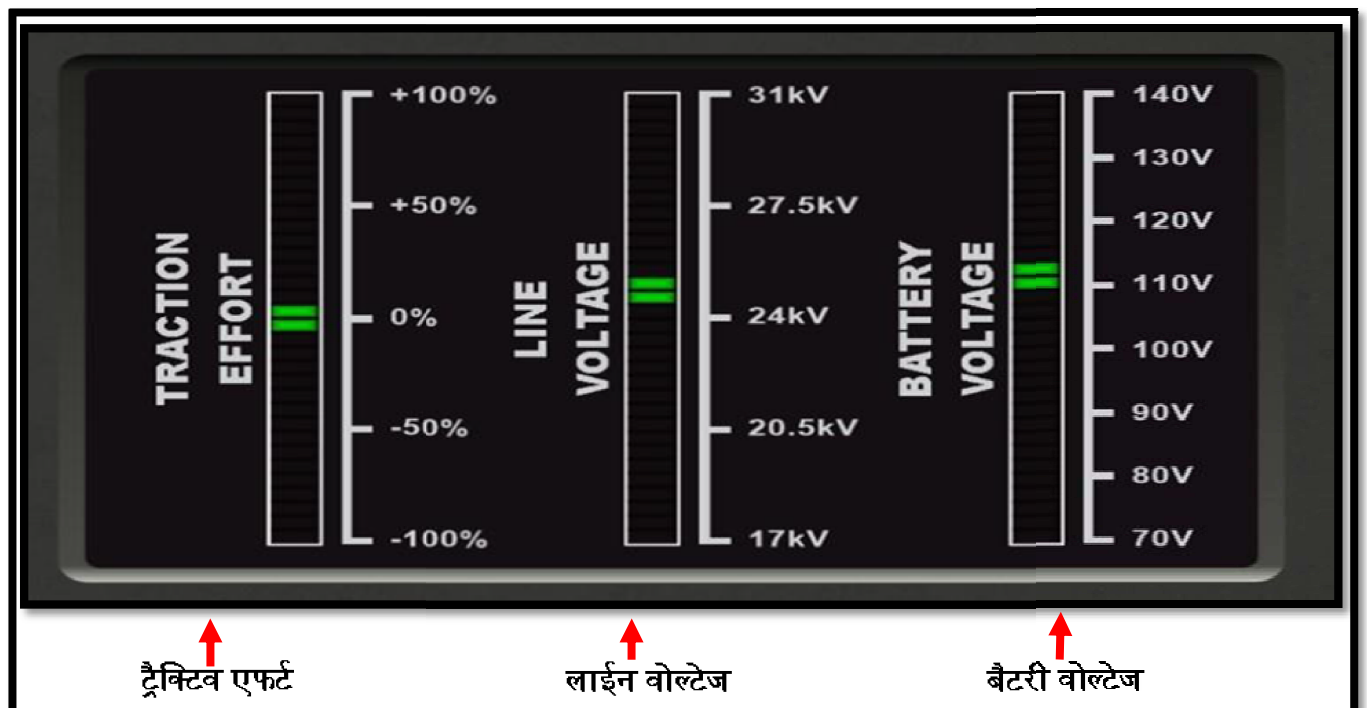 TRACTION
EFFORT
+100%
+50%
0%
-50%
-100%
LINE
VOLTAGE
31kV
27.5kV
24kV
20.5kV
17kV
BATTERY
VOLTAGE
140V
130V
120V
110V
100V
90V
80V
70V
ट्रैक्टिव एफर्ट
लाईन वोल्टेज
बैटरी वोल्टेज